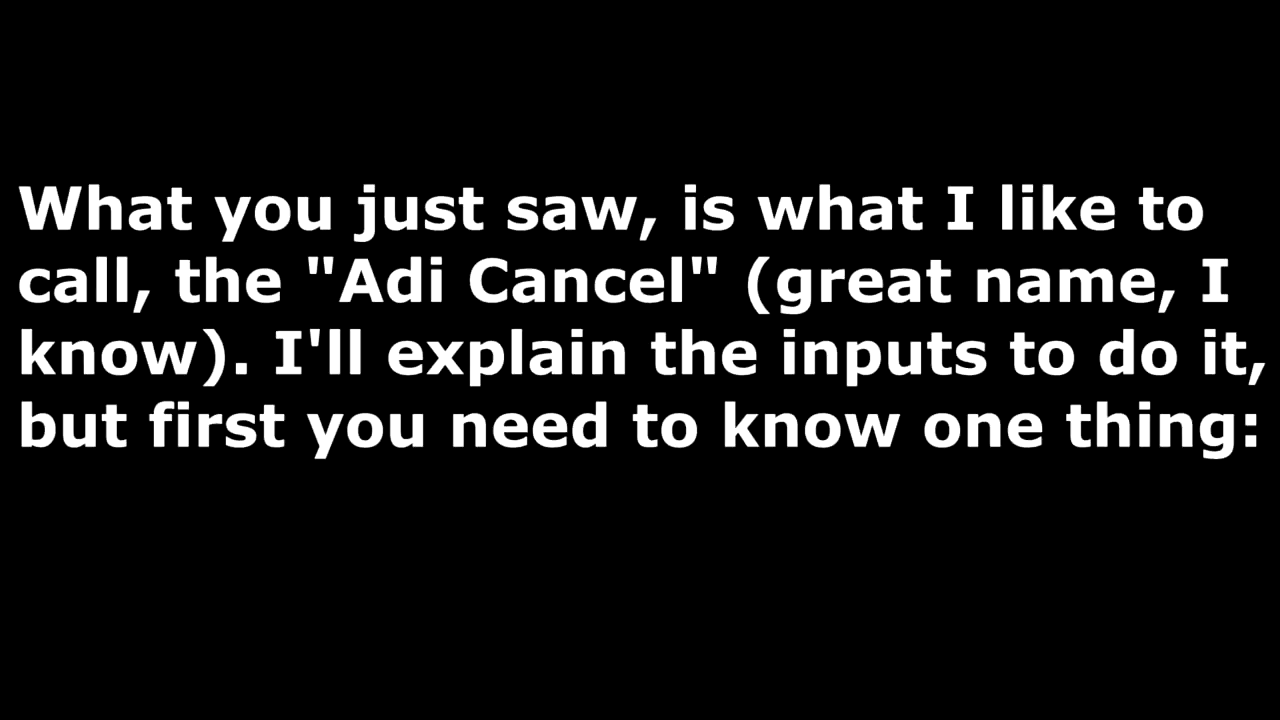 What you just saw, is what I like to
call, the "Adi Cancel" (great name, I
know). I'll explain the inputs to do it,
but first you need to know one thing: